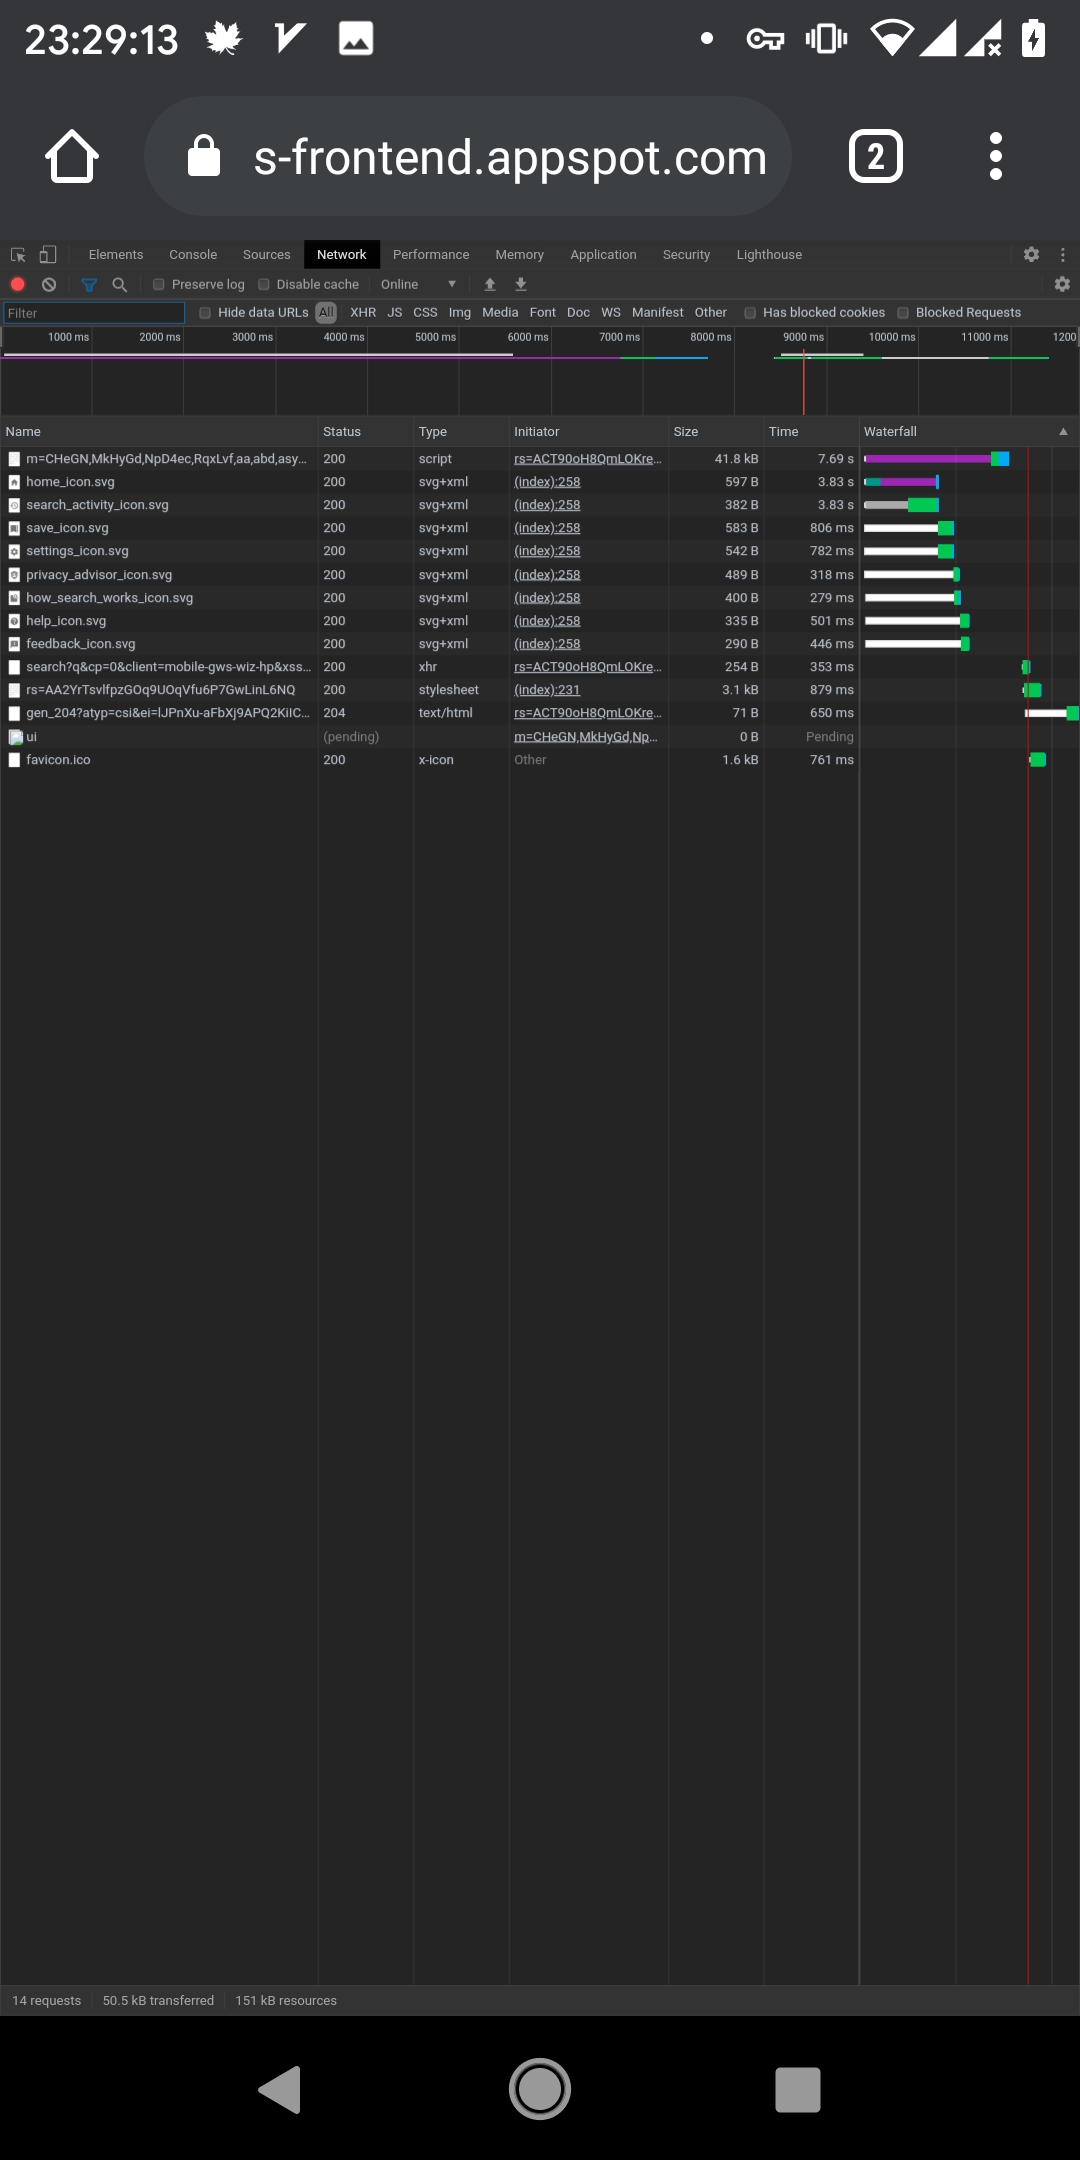 23:29:13
s-frontend.appspot.com 2
Elements Console Sources Network Performance Memory Application Security Lighthouse
Preserve log Disable cache Online
Filter Hide data URLs All XHR JS CSS Img Media Font Doc WS Manifest Other Has blocked cookies Blocked Requests
1000 ms 2000 ms 3000 ms 4000 ms 5000 ms 6000 ms 7000 ms 8000 ms 9000 ms 10000 ms 11000 ms 1200
Name Status Type Initiator Size Time Waterfall
m=CHeGN,MkHyGd,NpD4ec,RqxLvf,aa,abd,asy... 200 script rs=ACT90oH8QmLOKre... 41.8 kB 7.69 s
home_icon.svg 200 svg+xml (index):258 597 B 3.83 s
search_activity_icon.svg 200 svg+xml (index):258 382 B 3.83 s
save_icon.svg 200 svg+xml (index):258 583 B 806 ms
settings_icon.svg 200 svg+xml (index):258 542 B 782 ms
privacy_advisor_icon.svg 200 svg+xml (index):258 489 B 318 ms
how_search_works_icon.svg 200 svg+xml (index):258 400 B 279 ms
help_icon.svg 200 svg+xml (index):258 335 B 501 ms
feedback_icon.svg 200 svg+xml (index):258 290 B 446 ms
search?q&cp=0&client=mobile-gws-wiz-hp&xss... 200 xhr rs=ACT90oH8QmLOKre... 254 B 353 ms
rs=AA2YrTsvlfpzGOq9UOqVfu6P7GwLinL6NQ 200 stylesheet (index):231 3.1 kB 879 ms
gen_204?atyp=csi&ei=lJPnXu-aFbXj9APQ2KiIC... 204 text/html rs=ACT90oH8QmLOKre... 71 B 650 ms
ui (pending) m=CHeGN,MkHyGd,Np... 0 B Pending
favicon.ico 200 x-icon Other 1.6 kB 761 ms
14 requests 50.5 kB transferred 151 kB resources